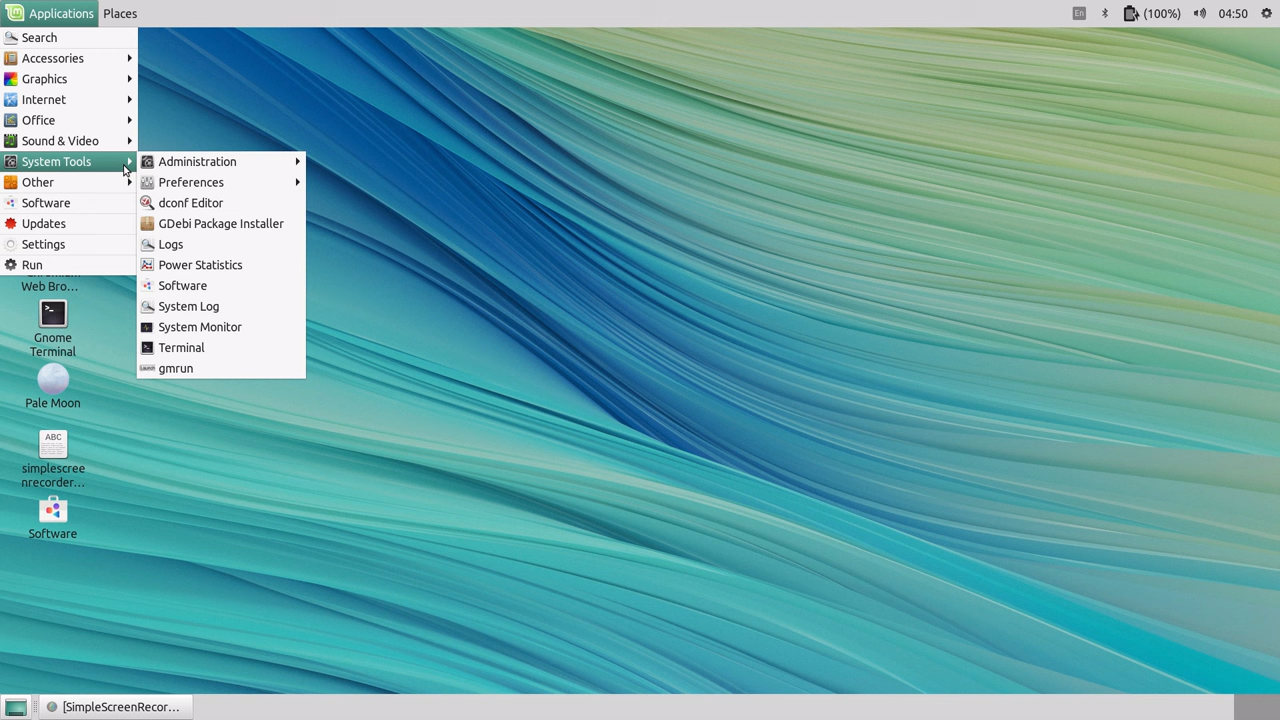 Applications Places En (100%) 04:50
Search
Accessories
Graphics
Internet
Office
Sound & Video
System Tools
Other
Software
Updates
Settings
Run
Administration
Preferences
dconf Editor
GDebi Package Installer
Logs
Power Statistics
Software
System Log
System Monitor
Terminal
gmrun
Web Bro…
Gnome
Terminal
Pale Moon
ABC
simplescree
nrecorder…
Software
[SimpleScreenRecor…